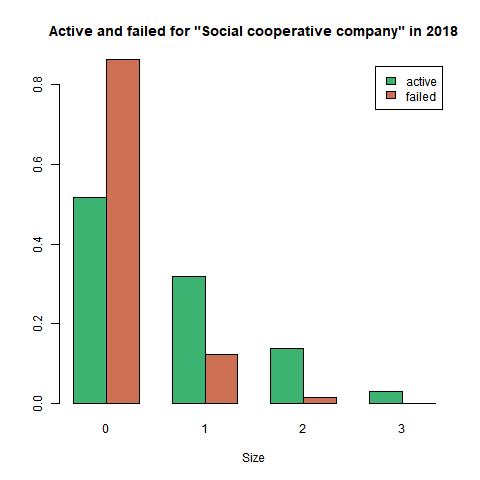 Active and failed for "Social cooperative company" in 2018
active
failed
0.8
0.6
0.4
0.2
0.0
0 1 2 3
Size